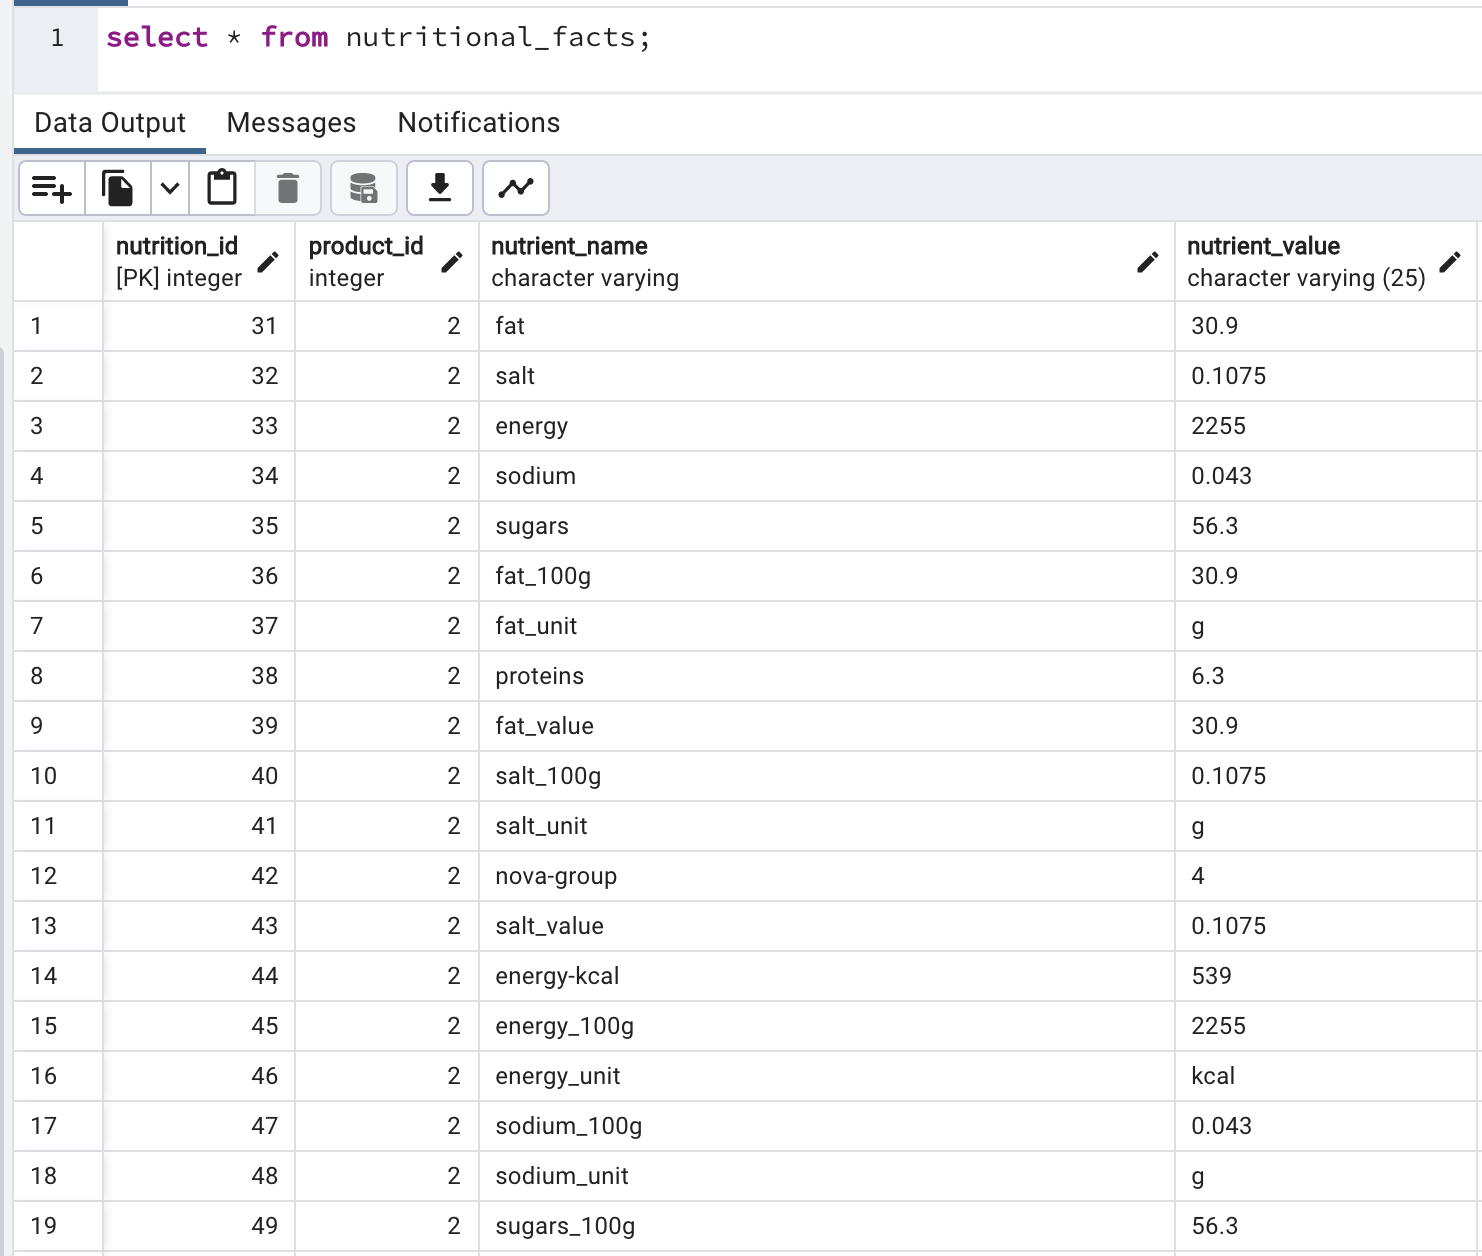 1 select * from nutritional_facts;
Data Output Messages Notifications
nutrition_id product_id nutrient_name nutrient_value
[PK] integer integer character varying character varying (25)
1 31 2 fat 30.9
2 32 2 salt 0.1075
3 33 2 energy 2255
4 34 2 sodium 0.043
5 35 2 sugars 56.3
6 36 2 fat_100g 30.9
7 37 2 fat_unit g
8 38 2 proteins 6.3
9 39 2 fat_value 30.9
10 40 2 salt_100g 0.1075
11 41 2 salt_unit g
12 42 2 nova-group 4
13 43 2 salt_value 0.1075
14 44 2 energy-kcal 539
15 45 2 energy_100g 2255
16 46 2 energy_unit kcal
17 47 2 sodium_100g 0.043
18 48 2 sodium_unit g
19 49 2 sugars_100g 56.3